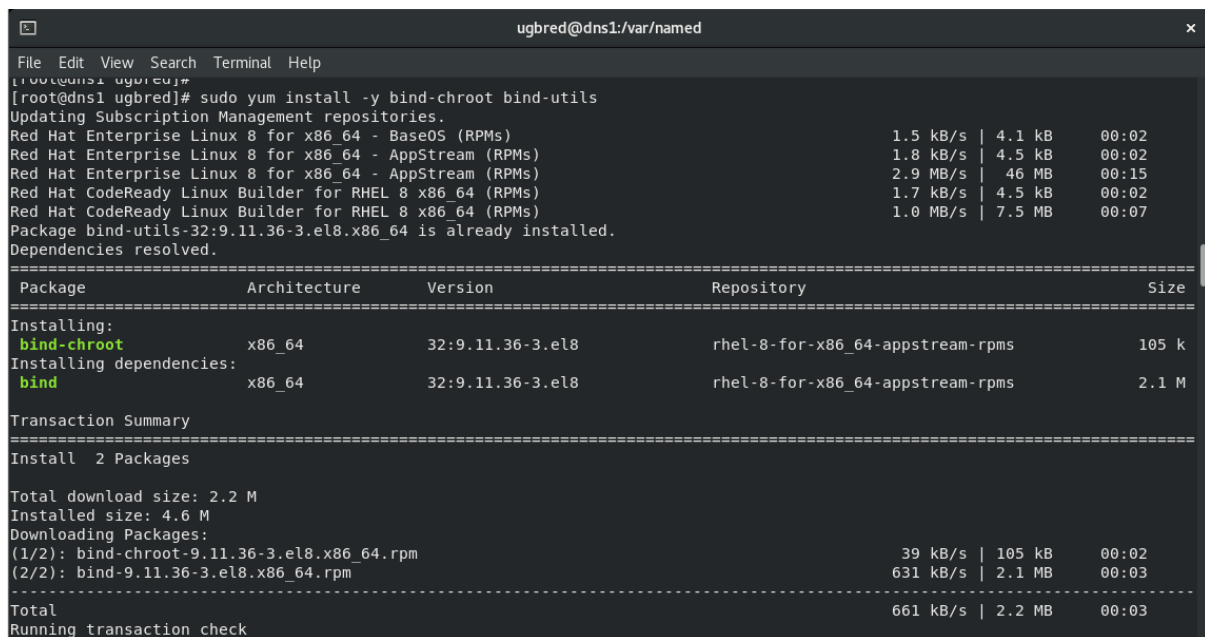 ugbred@dns1:/var/named ×
File Edit View Search Terminal Help
[root@dns1 ugbred]#
[root@dns1 ugbred]# sudo yum install -y bind-chroot bind-utils
Updating Subscription Management repositories.
Red Hat Enterprise Linux 8 for x86_64 - BaseOS (RPMs) 1.5 kB/s | 4.1 kB 00:02
Red Hat Enterprise Linux 8 for x86_64 - AppStream (RPMs) 1.8 kB/s | 4.5 kB 00:02
Red Hat Enterprise Linux 8 for x86_64 - AppStream (RPMs) 2.9 MB/s | 46 MB 00:15
Red Hat CodeReady Linux Builder for RHEL 8 x86_64 (RPMs) 1.7 kB/s | 4.5 kB 00:02
Red Hat CodeReady Linux Builder for RHEL 8 x86_64 (RPMs) 1.0 MB/s | 7.5 MB 00:07
Package bind-utils-32:9.11.36-3.el8.x86_64 is already installed.
Dependencies resolved.
Package Architecture Version Repository Size
Installing:
bind-chroot x86_64 32:9.11.36-3.el8 rhel-8-for-x86_64-appstream-rpms 105 k
Installing dependencies:
bind x86_64 32:9.11.36-3.el8 rhel-8-for-x86_64-appstream-rpms 2.1 M
Transaction Summary
Install 2 Packages
Total download size: 2.2 M
Installed size: 4.6 M
Downloading Packages:
(1/2): bind-chroot-9.11.36-3.el8.x86_64.rpm 39 kB/s | 105 kB 00:02
(2/2): bind-9.11.36-3.el8.x86_64.rpm 631 kB/s | 2.1 MB 00:03
Total 661 kB/s | 2.2 MB 00:03
Running transaction check